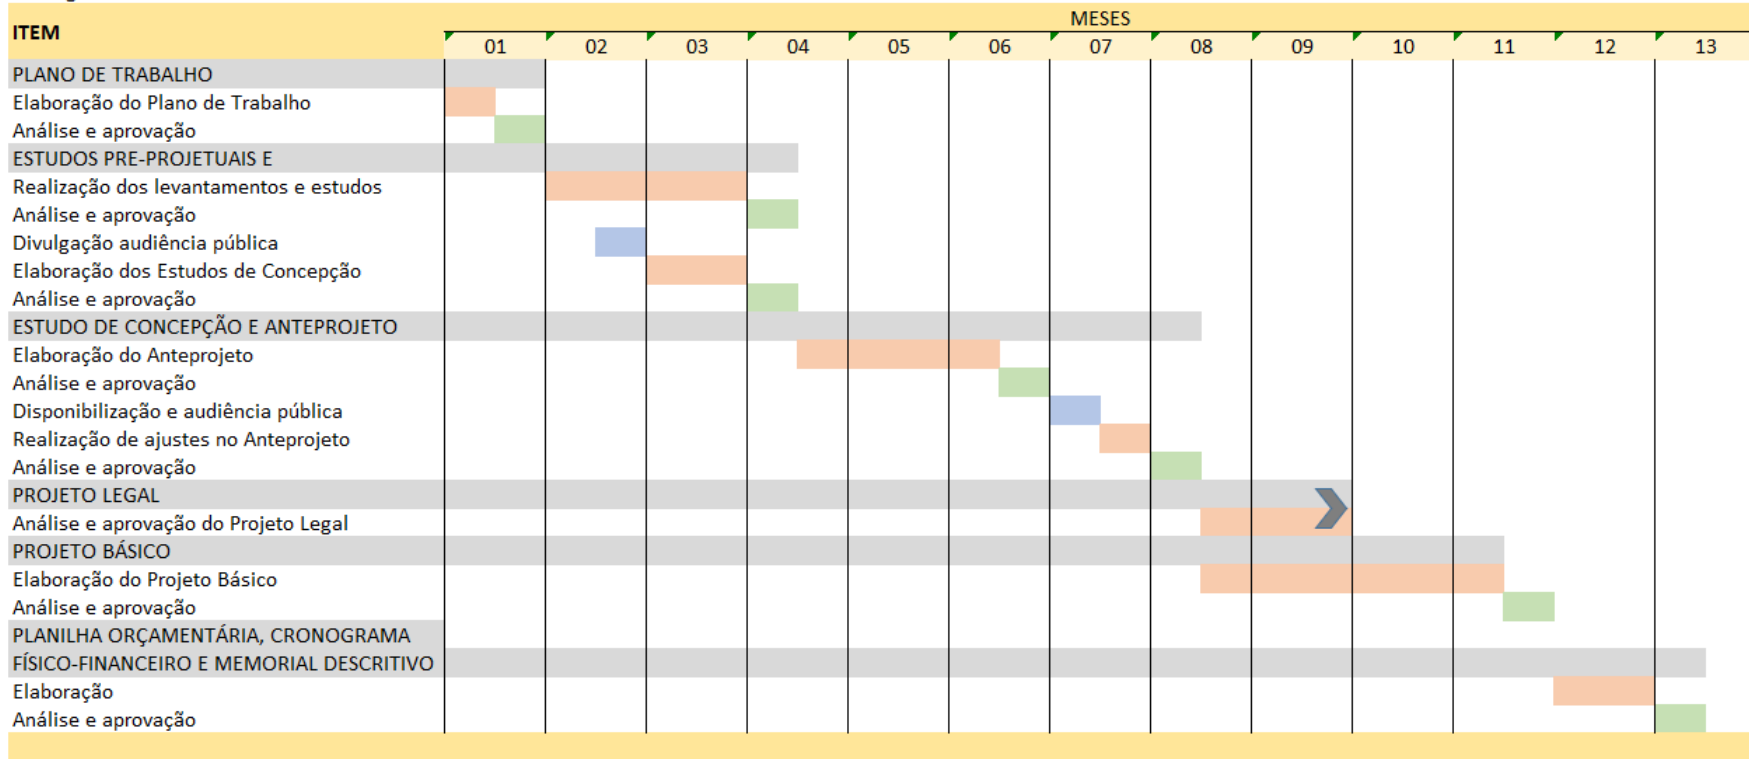 MESES
ITEM
01 02 03 04 05 06 07 08 09 10 11 12 13
PLANO DE TRABALHO
Elaboração do Plano de Trabalho
Análise e aprovação
ESTUDOS PRE-PROJETUAIS E
Realização dos levantamentos e estudos
Análise e aprovação
Divulgação audiência pública
Elaboração dos Estudos de Concepção
Análise e aprovação
ESTUDO DE CONCEPÇÃO E ANTEPROJETO
Elaboração do Anteprojeto
Análise e aprovação
Disponibilização e audiência pública
Realização de ajustes no Anteprojeto
Análise e aprovação
PROJETO LEGAL
Análise e aprovação do Projeto Legal
PROJETO BÁSICO
Elaboração do Projeto Básico
Análise e aprovação
PLANILHA ORÇAMENTÁRIA, CRONOGRAMA
FÍSICO-FINANCEIRO E MEMORIAL DESCRITIVO
Elaboração
Análise e aprovação